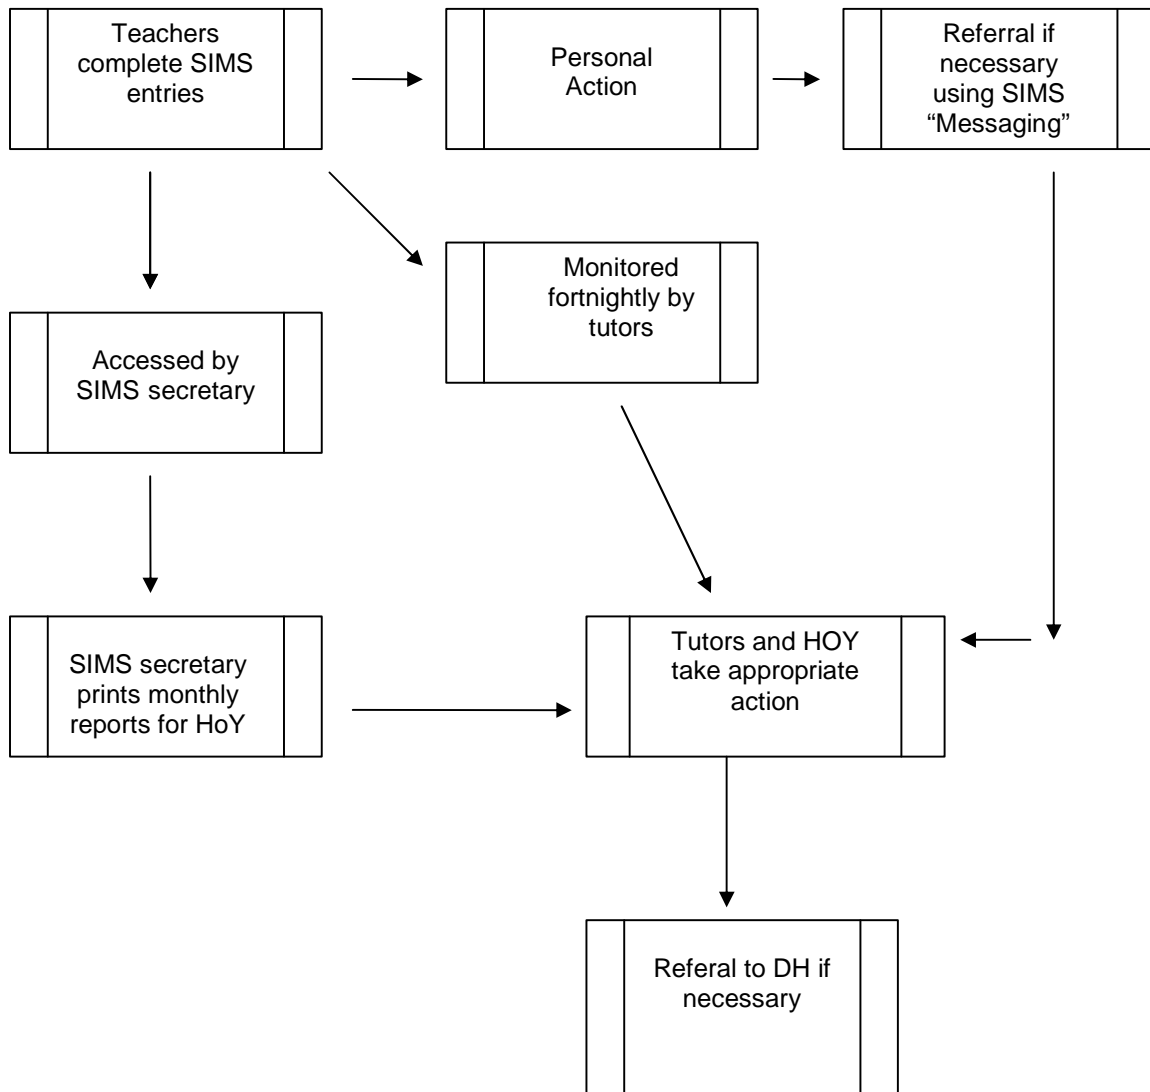 Teachers
complete SIMS
entries
Personal
Action
Referral if
necessary
using SIMS
“Messaging”
Monitored
fortnightly by
tutors
Accessed by
SIMS secretary
SIMS secretary
prints monthly
reports for HoY
Tutors and HOY
take appropriate
action
Referal to DH if
necessary